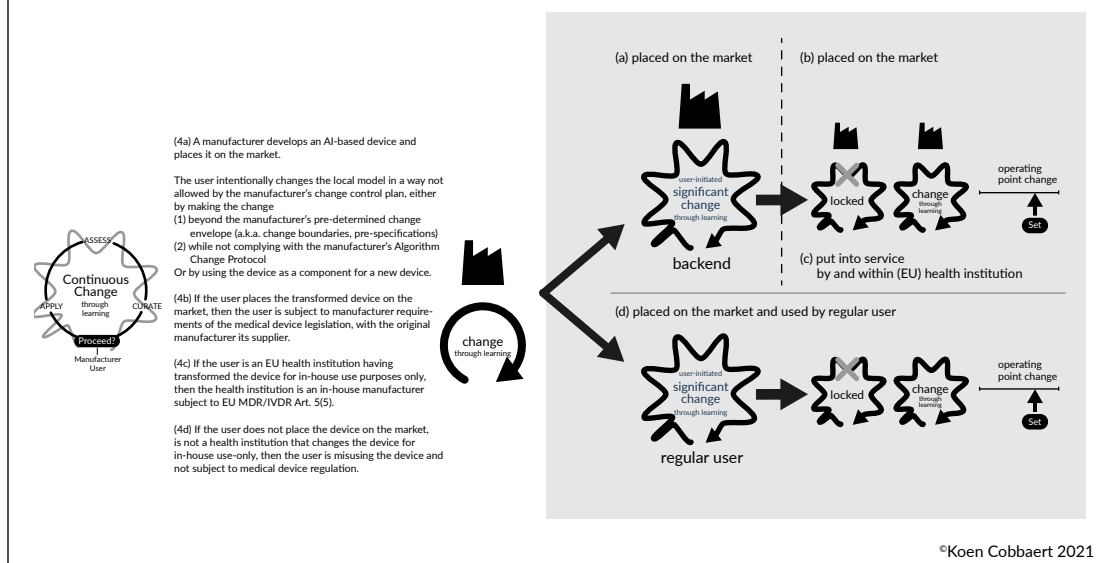 ASSESS
Continuous
Change
through
learning
APPLY
CURATE
Proceed?
Manufacturer
User
(4a) A manufacturer develops an AI-based device and
places it on the market.
The user intentionally changes the local model in a way not
allowed by the manufacturer's change control plan, either
by making the change
(1) beyond the manufacturer's pre-determined change
envelope (a.k.a. change boundaries, pre-specifications)
(2) while not complying with the manufacturer's Algorithm
Change Protocol
Or by using the device as a component for a new device.
(4b) If the user places the transformed device on the
market, then the user is subject to manufacturer require-
ments of the medical device legislation, with the original
manufacturer its supplier.
(4c) If the user is an EU health institution having
transformed the device for in-house use purposes only,
then the health institution is an in-house manufacturer
subject to EU MDR/IVDR Art. 5(5).
(4d) If the user does not place the device on the market,
is not a health institution that changes the device for
in-house use-only, then the user is misusing the device and
not subject to medical device regulation.
change
through learning
(a) placed on the market
user-initiated
significant
change
through learning
backend
(b) placed on the market
locked
change
through
learning
operating
point change
Set
(c) put into service
by and within (EU) health institution
(d) placed on the market and used by regular user
user-initiated
significant
change
through learning
regular user
locked
change
through
learning
operating
point change
Set
©Koen Cobbaert 2021